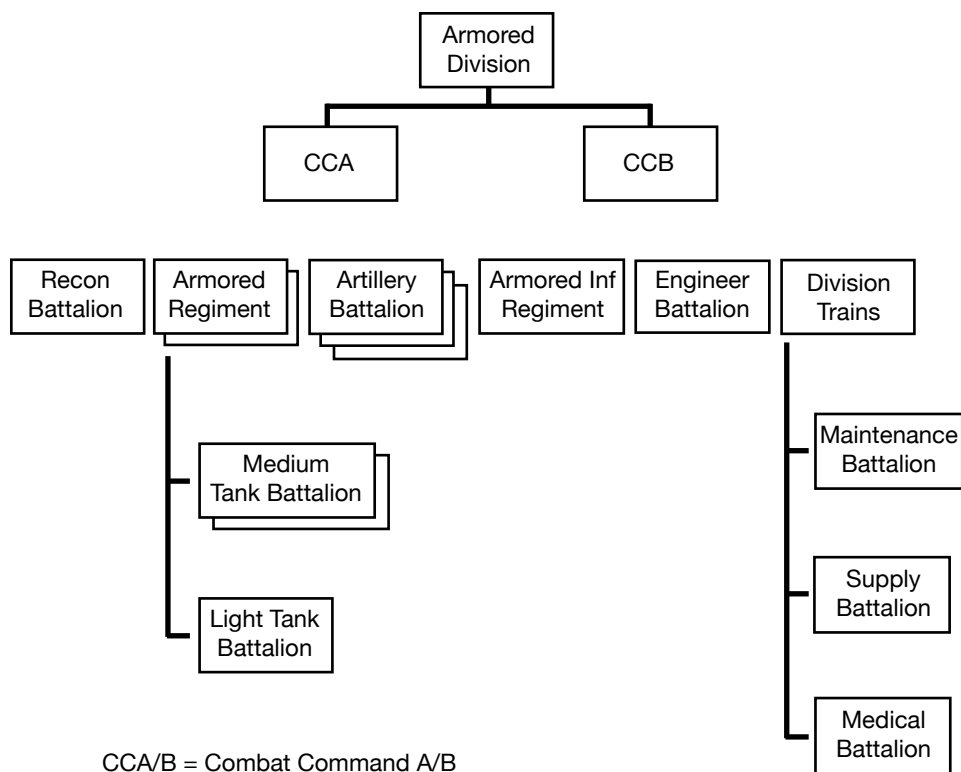 Armored
Division
CCA
CCB
Recon
Battalion
Armored
Regiment
Artillery
Battalion
Armored Inf
Regiment
Engineer
Battalion
Division
Trains
Medium
Tank Battalion
Light Tank
Battalion
Maintenance
Battalion
Supply
Battalion
Medical
Battalion
CCA/B = Combat Command A/B